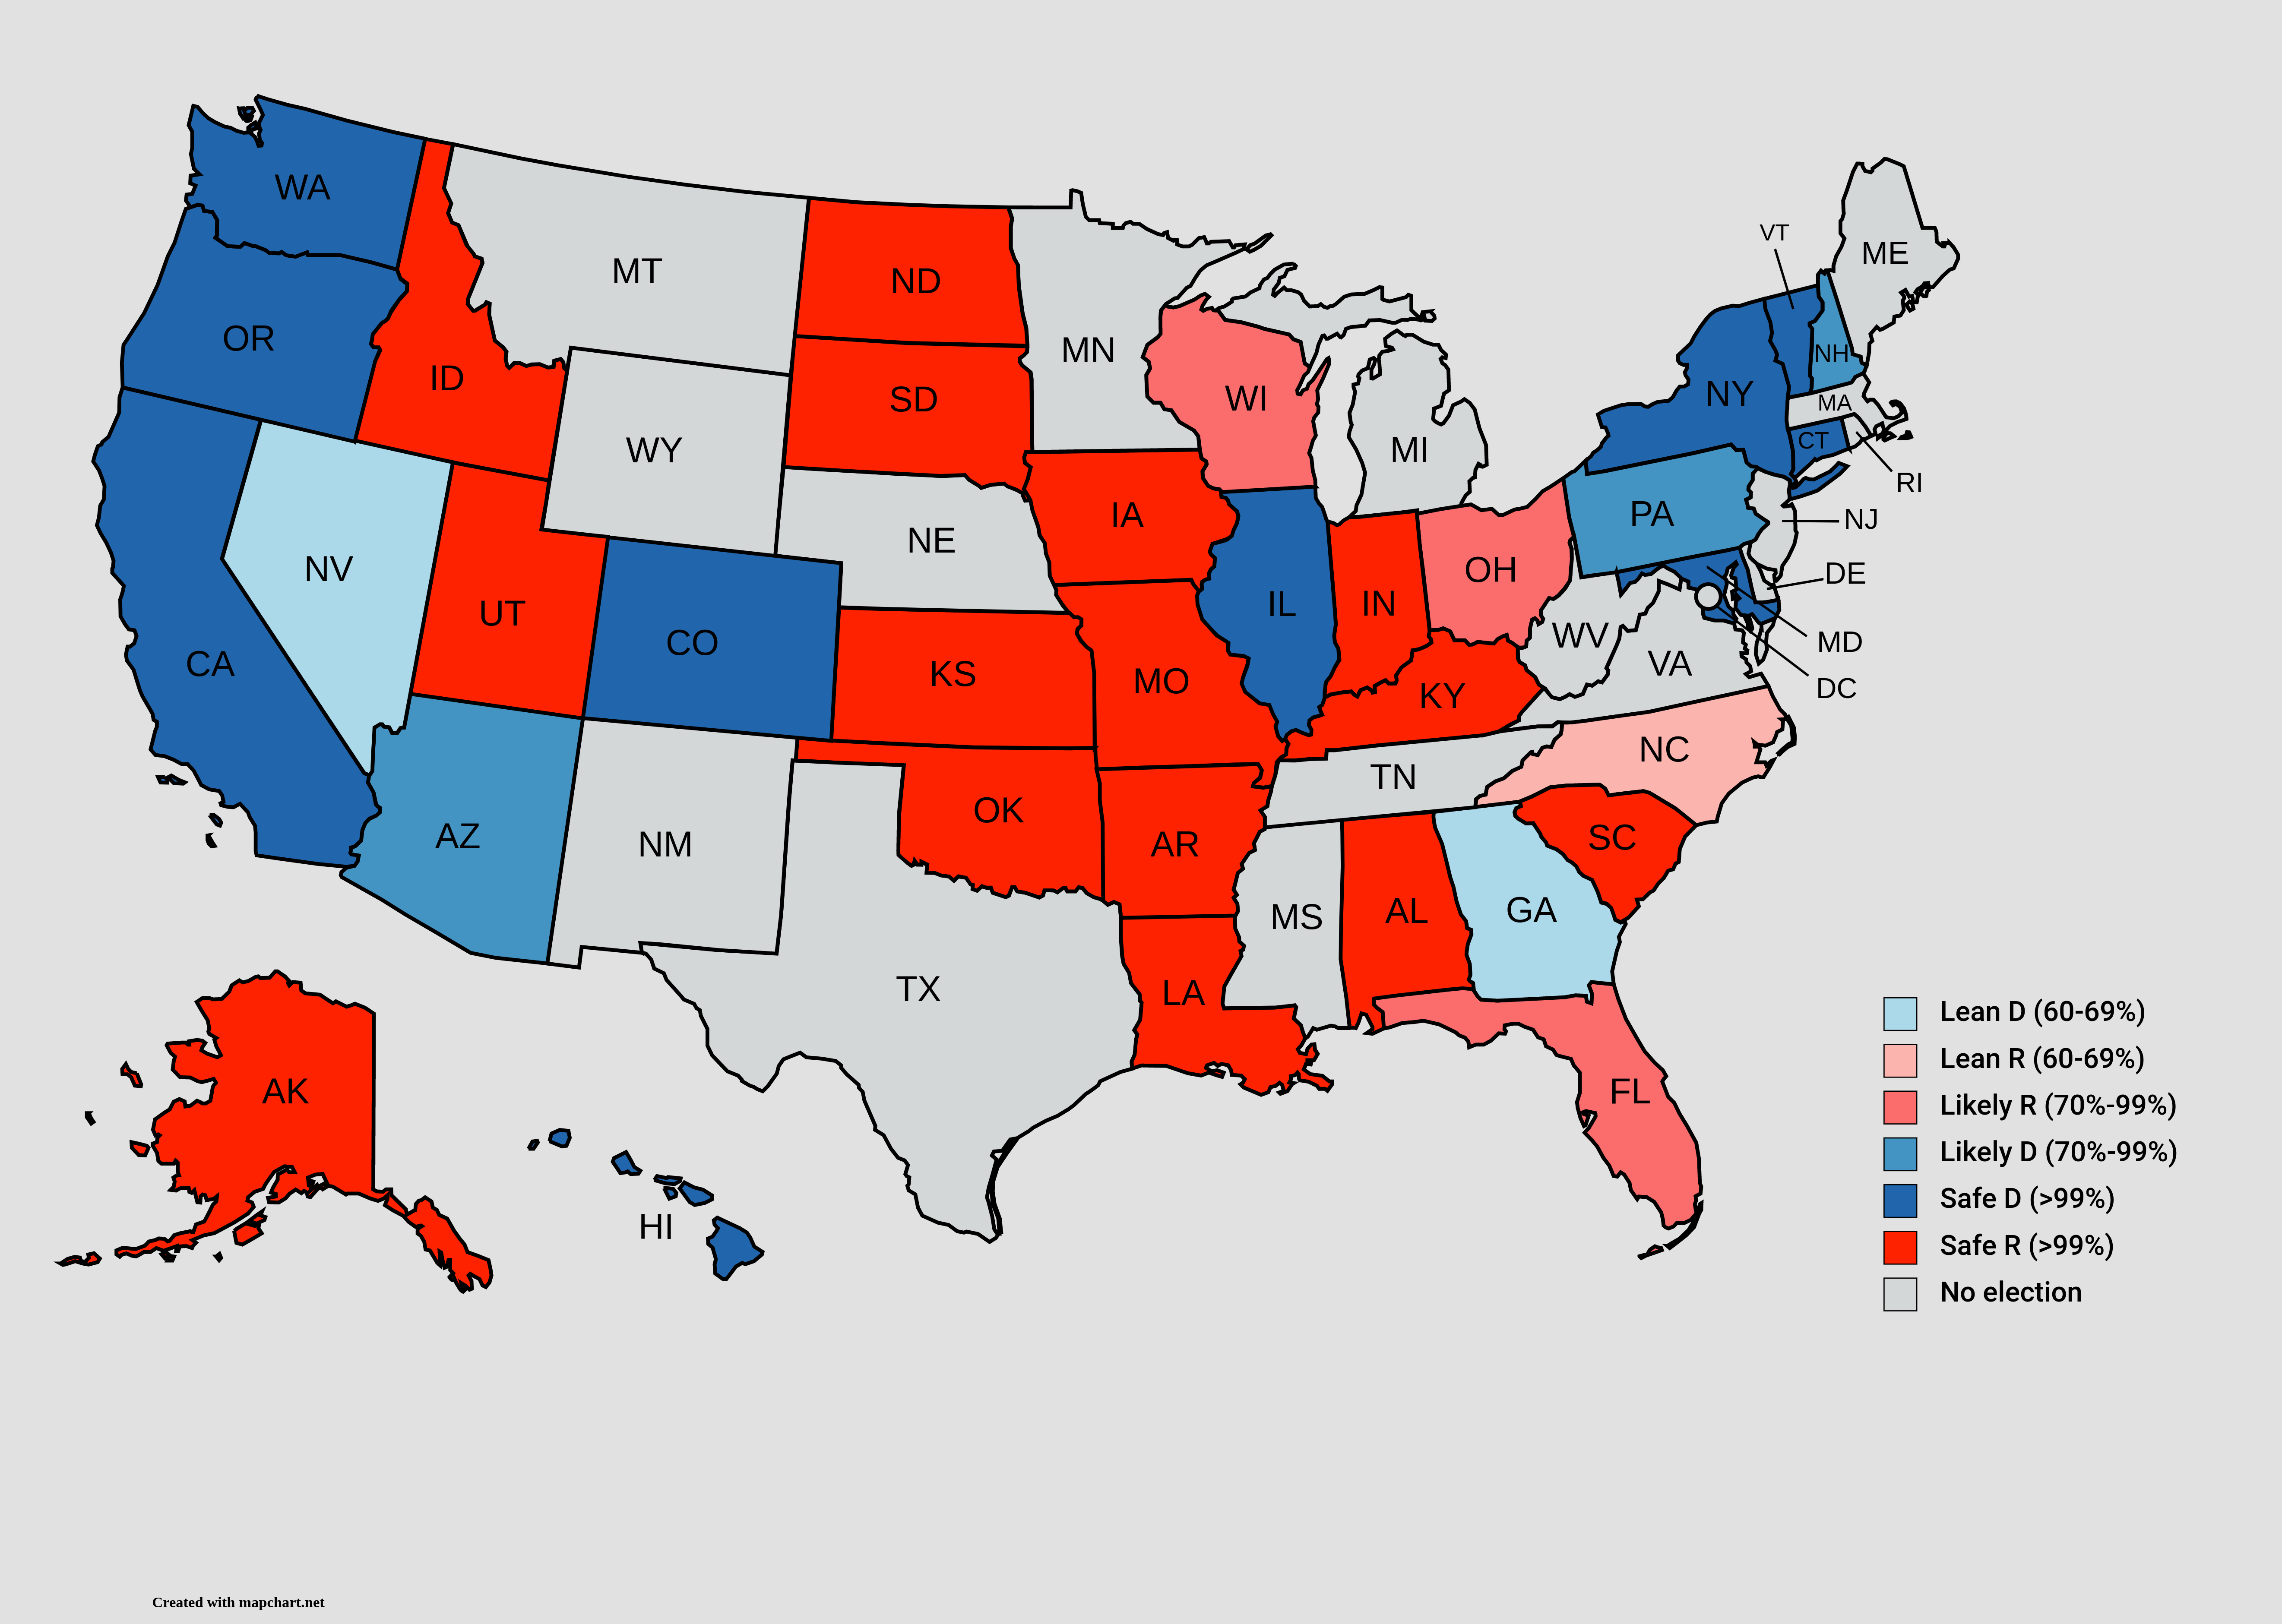 WA
OR
CA
ID
NV
UT
AZ
MT
WY
CO
NM
ND
SD
NE
KS
OK
TX
MN
IA
MO
AR
LA
WI
IL
MI
IN
OH
KY
TN
MS
AL
GA
FL
SC
NC
VA
WV
PA
NY
VT
NH
ME
MA
CT
RI
NJ
DE
MD
DC
AK
HI
Lean D (60-69%)
Lean R (60-69%)
Likely R (70%-99%)
Likely D (70%-99%)
Safe D (>99%)
Safe R (>99%)
No election
Created with mapchart.net